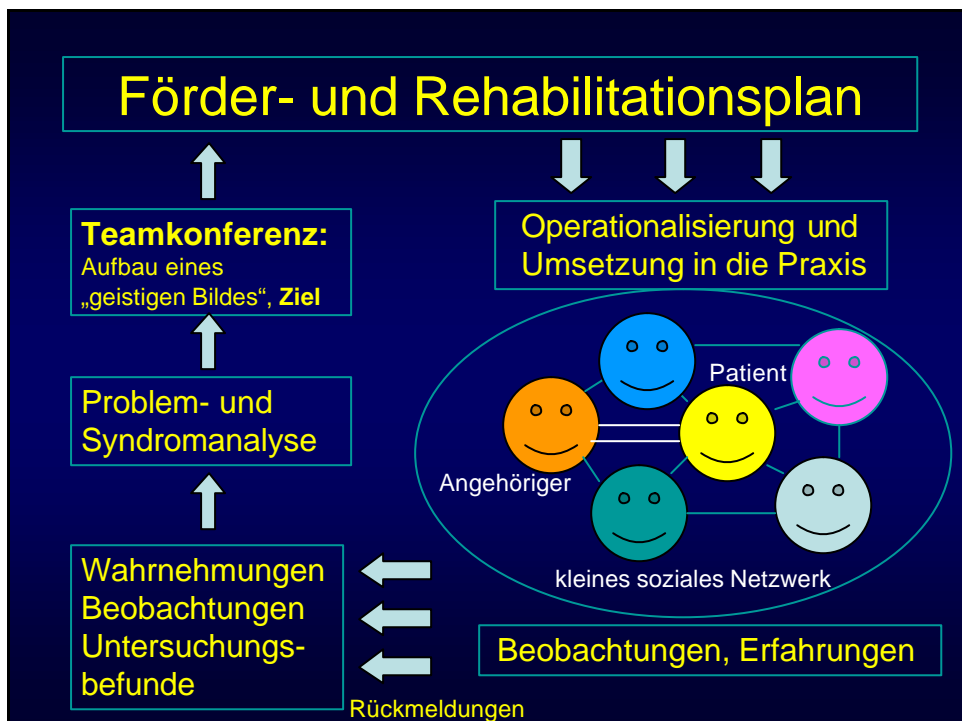 Förder- und Rehabilitationsplan
Teamkonferenz:
Aufbau eines
„geistigen Bildes“, Ziel
Problem- und
Syndromanalyse
Wahrnehmungen
Beobachtungen
Untersuchungs-
befunde
Operationalisierung und
Umsetzung in die Praxis
Patient
Angehöriger
kleines soziales Netzwerk
Beobachtungen, Erfahrungen
Rückmeldungen